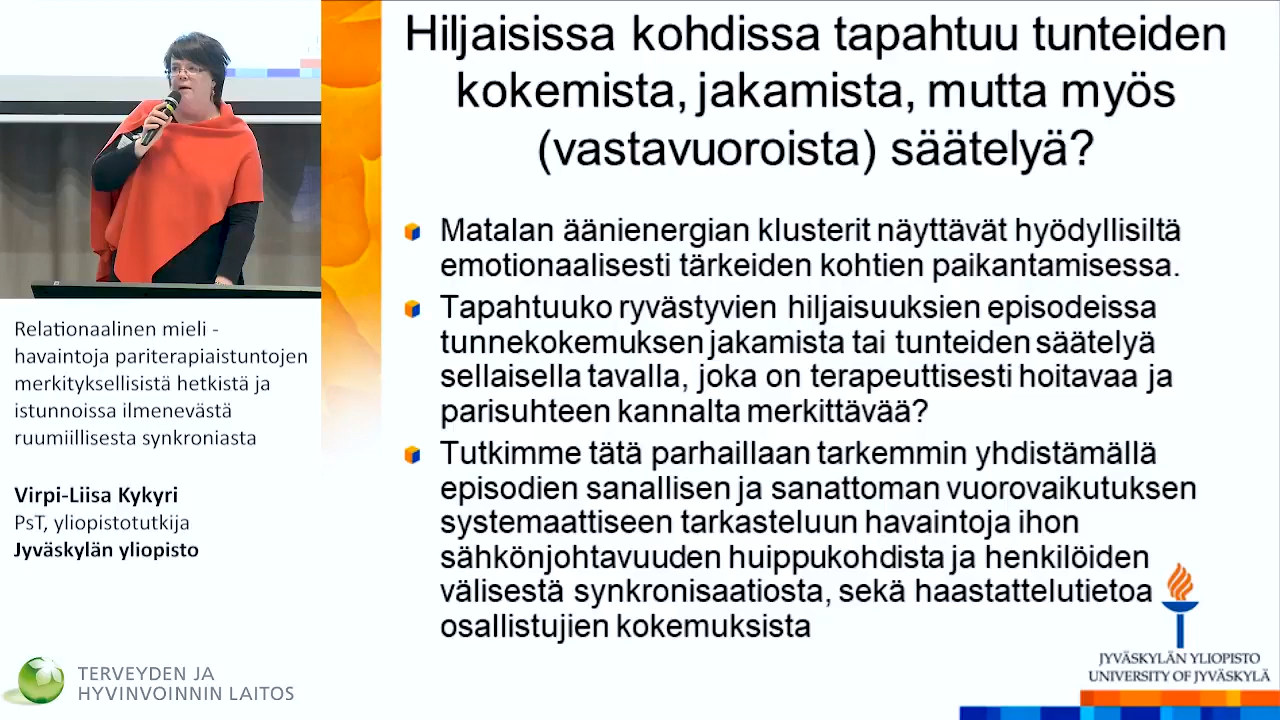 Hiljaisissa kohdissa tapahtuu tunteiden
kokemista, jakamista, mutta myös
(vastavuoroista) säätelyä?
Matalan äänienergian klusterit näyttävät hyödyllisiltä
emotionaalisesti tärkeiden kohtien paikantamisessa.
Tapahtuuko ryvästyvien hiljaisuuksien episodeissa
tunnekokemuksen jakamista tai tunteiden säätelyä
sellaisella tavalla, joka on terapeuttisesti hoitavaa ja
parisuhteen kannalta merkittävää?
Tutkimme tätä parhaillaan tarkemmin yhdistämällä
episodien sanallisen ja sanattoman vuorovaikutuksen
systemaattiseen tarkasteluun havaintoja ihon
sähkönjohtavuuden huippukohdista ja henkilöiden
välisestä synkronisaatiosta, sekä haastattelutietoa
osallistujien kokemuksista
JYVÄSKYLÄN YLIOPISTO
UNIVERSITY OF JYVÄSKYLÄ
Relationaalinen mieli -
havaintoja pariterapiaistuntojen
merkityksellisistä hetkistä ja
istunnoissa ilmenevästä
ruumiillisesta synkroniasta
Virpi-Liisa Kykyri
PsT, yliopistotutkija
Jyväskylän yliopisto
TERVEYDEN JA
HYVINVOINNIN LAITOS